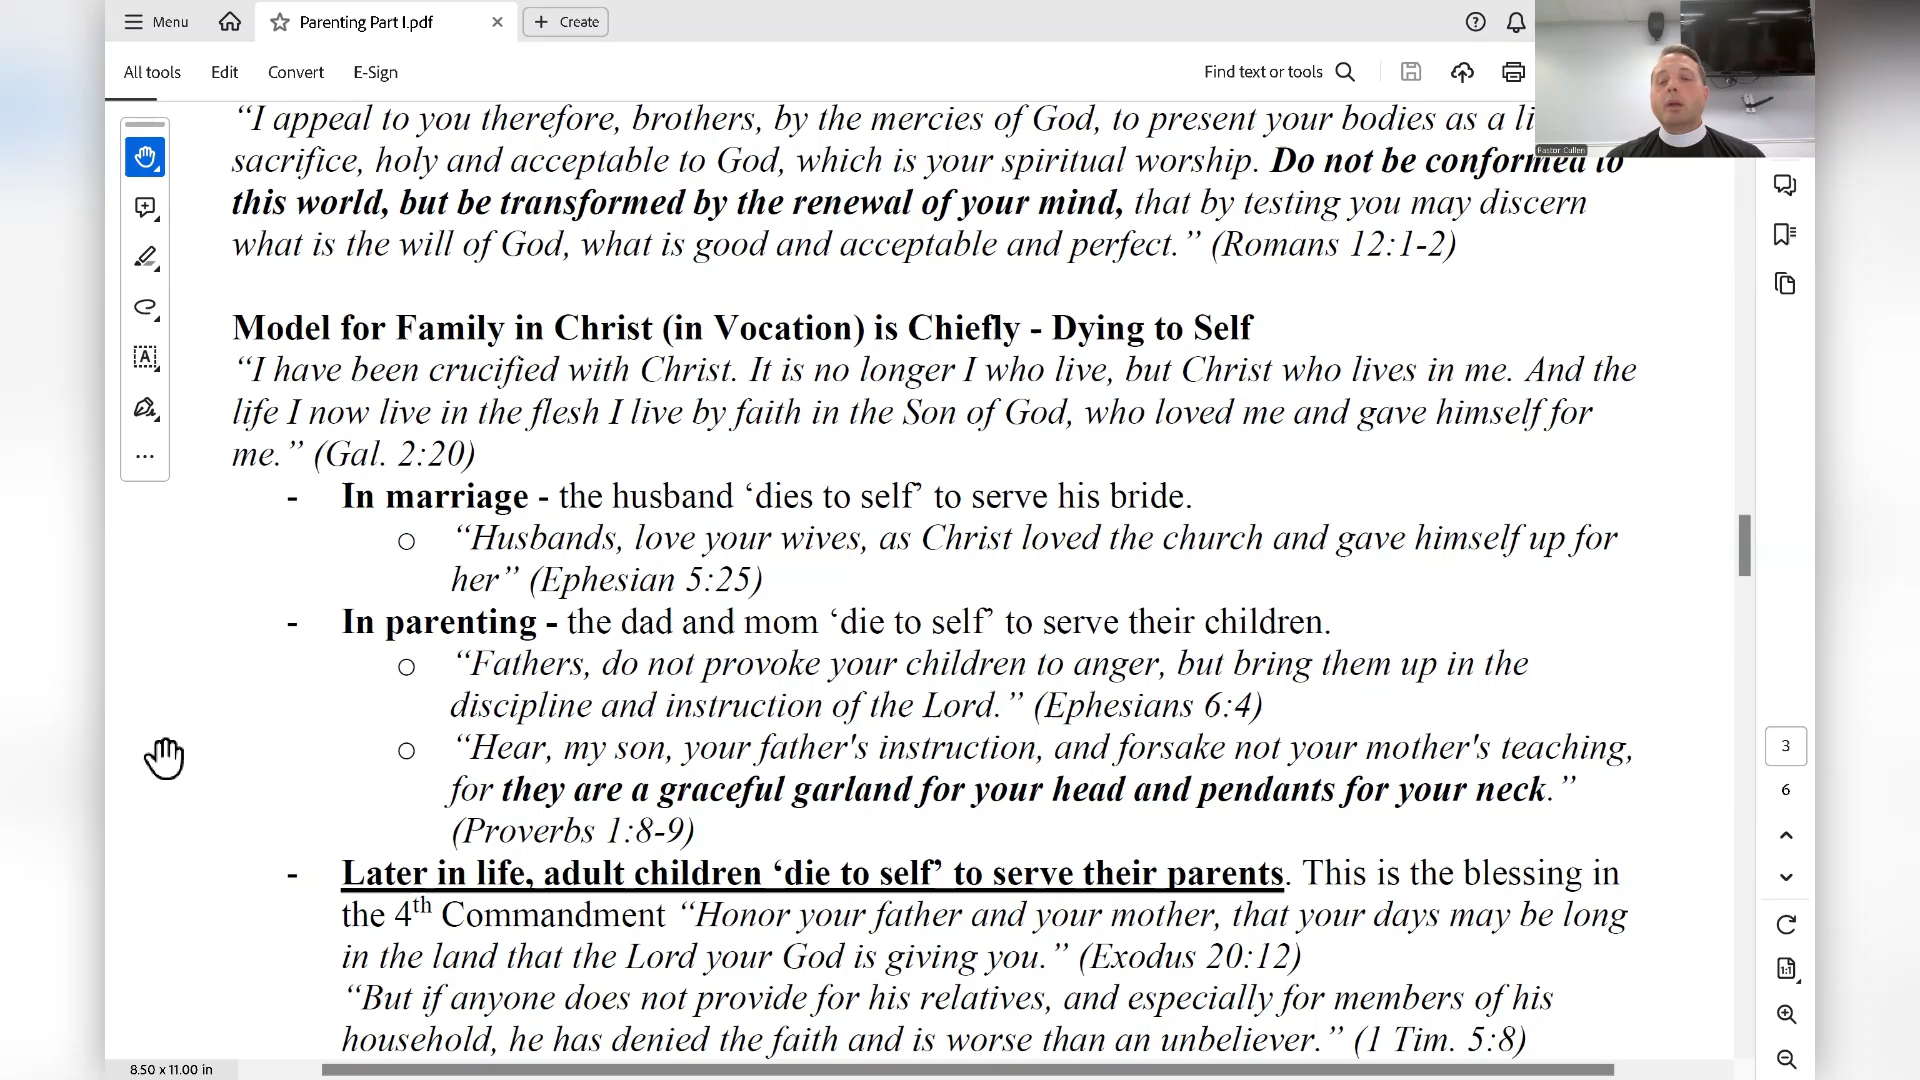 Menu
Parenting Part I.pdf
Create
All tools
Edit
Convert
E-Sign
Find text or tools
Pastor Cullen
“I appeal to you therefore, brothers, by the mercies of God, to present your bodies as a
sacrifice, holy and acceptable to God, which is your spiritual worship. Do not be conformed to
this world, but be transformed by the renewal of your mind, that by testing you may discern
what is the will of God, what is good and acceptable and perfect.” (Romans 12:1-2)
Model for Family in Christ (in Vocation) is Chiefly - Dying to Self
“I have been crucified with Christ. It is no longer I who live, but Christ who lives in me. And the
life I now live in the flesh I live by faith in the Son of God, who loved me and gave himself for
me.” (Gal. 2:20)
- In marriage - the husband ‘dies to self’ to serve his bride.
o “Husbands, love your wives, as Christ loved the church and gave himself up for
her” (Ephesian 5:25)
- In parenting - the dad and mom ‘die to self’ to serve their children.
o “Fathers, do not provoke your children to anger, but bring them up in the
discipline and instruction of the Lord.” (Ephesians 6:4)
o “Hear, my son, your father's instruction, and forsake not your mother's teaching,
for they are a graceful garland for your head and pendants for your neck.”
(Proverbs 1:8-9)
- Later in life, adult children ‘die to self’ to serve their parents. This is the blessing in
the 4th Commandment “Honor your father and your mother, that your days may be long
in the land that the Lord your God is giving you.” (Exodus 20:12)
“But if anyone does not provide for his relatives, and especially for members of his
household, he has denied the faith and is worse than an unbeliever.” (1 Tim. 5:8)
3
6
1:1
8.50 x 11.00 in